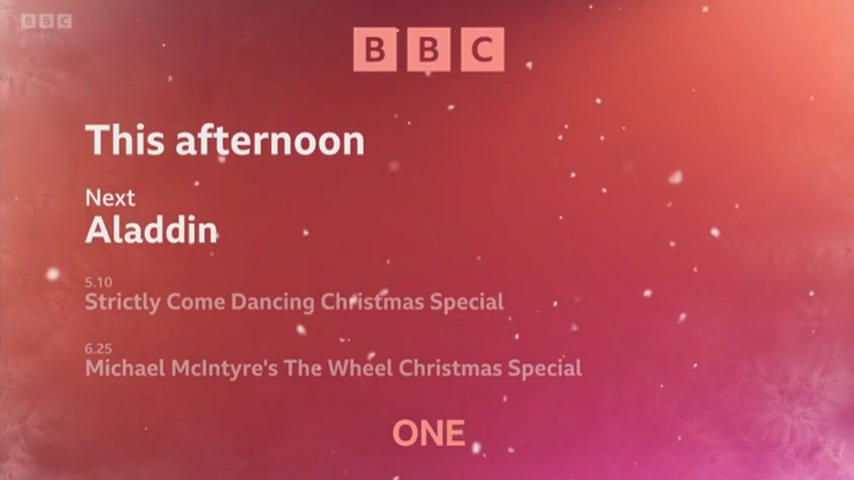 BBC
BBC
This afternoon
Next
Aladdin
5.10
Strictly Come Dancing Christmas Special
6.25
Michael McIntyre's The Wheel Christmas Special
ONE